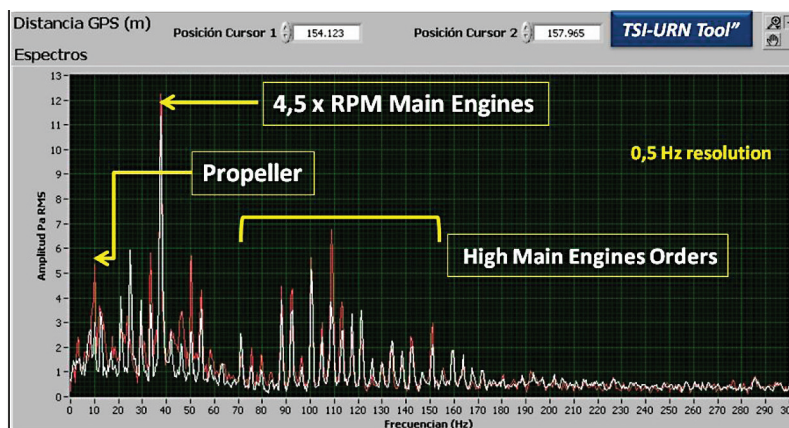 Distancia GPS (m)
Posición Cursor 1
154.123
Posición Cursor 2
157.965
TSI-URN Tool”
Espectros
Amplitud Pa RMS
13
12
11
10
9
8
7
6
5
4
3
2
1
0
4,5 x RPM Main Engines
0,5 Hz resolution
Propeller
High Main Engines Orders
0 10 20 30 40 50 60 70 80 90 100 110 120 130 140 150 160 170 180 190 200 210 220 230 240 250 260 270 280 290 30
Frecuencian (Hz)